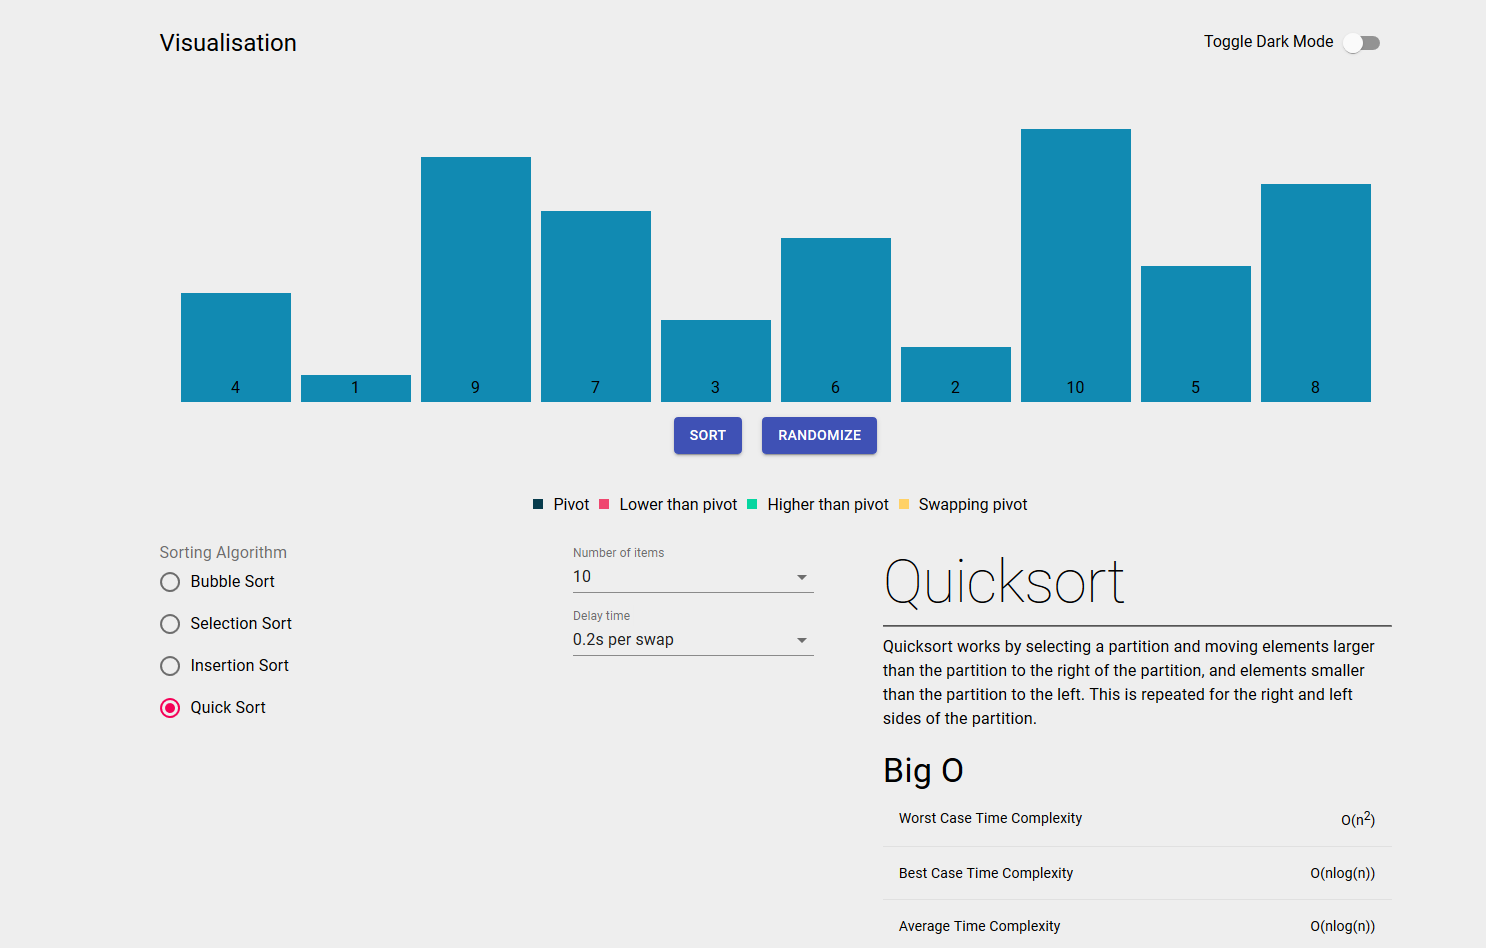 Visualisation
Toggle Dark Mode
4 1 9 7 3 6 2 10 5 8
SORT RANDOMIZE
Pivot Lower than pivot Higher than pivot Swapping pivot
Sorting Algorithm
Bubble Sort
Selection Sort
Insertion Sort
Quick Sort
Number of items
10
Delay time
0.2s per swap
Quicksort
Quicksort works by selecting a partition and moving elements larger
than the partition to the right of the partition, and elements smaller
than the partition to the left. This is repeated for the right and left
sides of the partition.
Big O
Worst Case Time Complexity O(n²)
Best Case Time Complexity O(nlog(n))
Average Time Complexity O(nlog(n))